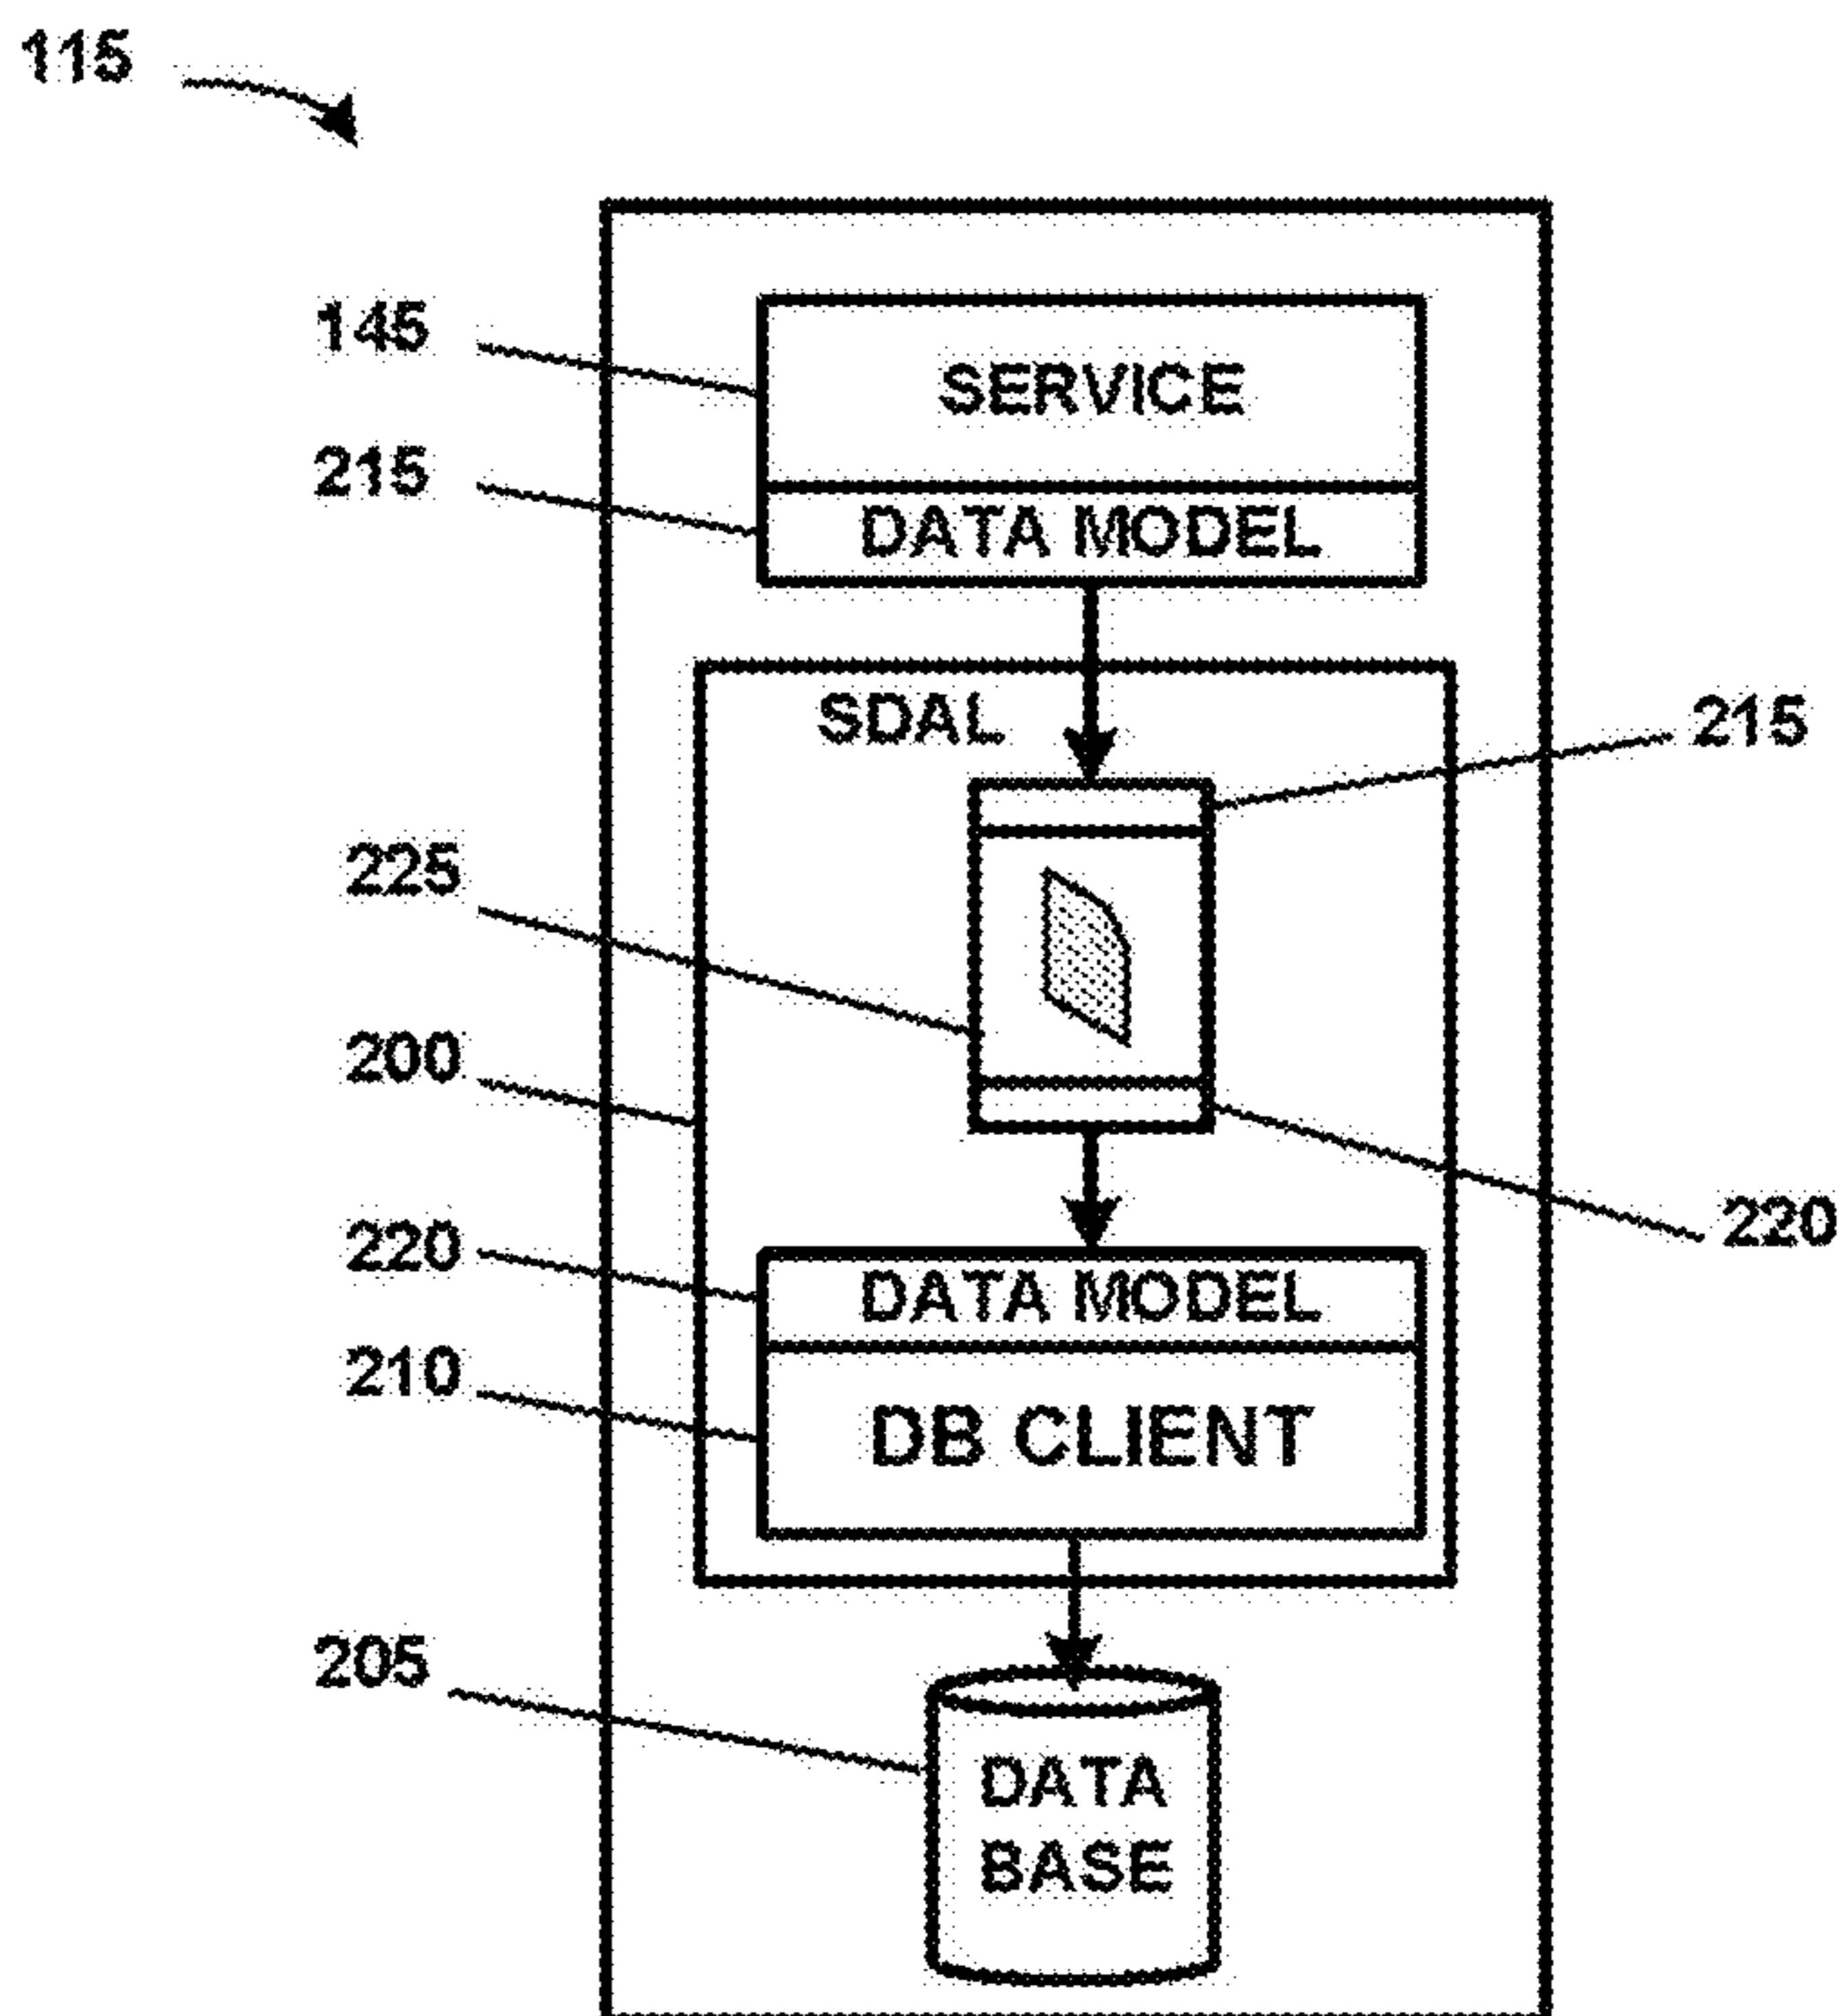 115
145
SERVICE
215
DATA MODEL
SDAL
215
225
200
220
220
DATA MODEL
210
DB CLIENT
205
DATA
BASE